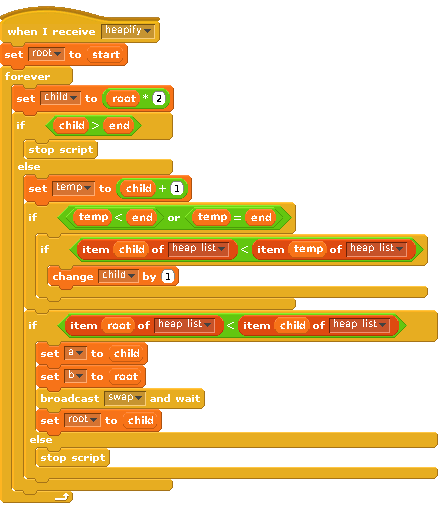 when I receive heapify
set root to start
forever
set child to root * 2
if child > end
stop script
else
set temp to child + 1
if temp < end or temp = end
if item child of heap list < item temp of heap list
change child by 1
if item root of heap list < item child of heap list
set a to child
set b to root
broadcast swap and wait
set root to child
else
stop script